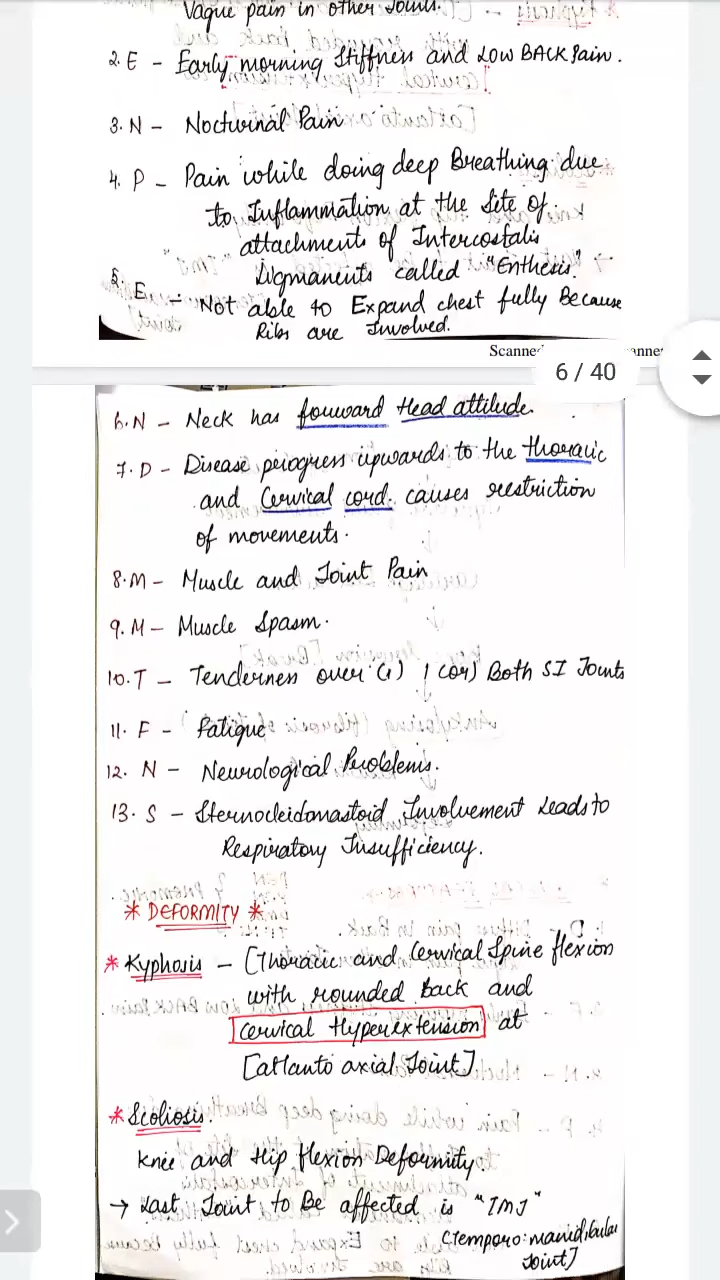 Vague pain in other Joints.
2. E - Early morning Stiffness and Low BACK Pain.
3. N - Nocturnal Pain
4. P - Pain while doing deep Breathing due
to Inflammation at the Site of
attachments of Intercostalis
Ligmanents called "Enthesis."
5. E - Not able to Expand chest fully Because
Ribs are Involved.
Scanne
anne
6 / 40
6. N - Neck has forward Head attitude.
7. D - Disease progress upwards to the thoracic
and Cervical cord. causes restriction
of movements.
8. M - Muscle and Joint Pain
9. M - Muscle Spasm.
10. T - Tenderness over (1) / (or) Both SI Joints
11. F - Fatigue
12. N - Neurological Problems.
13. S - Sternocleidomastoid Involvement Leads to
Respiratory Insufficiency.
* DEFORMITY *
* Kyphosis - [Thoracic and Cervical Spine flexion
with rounded Back and
Cervical Hyperextension at
[atlanto axial Joint]
* Scoliosis.
Knee and Hip flexion Deformity.
→ Last Joint to Be affected is "TMJ"
[Temporo:mandibular
Joint]